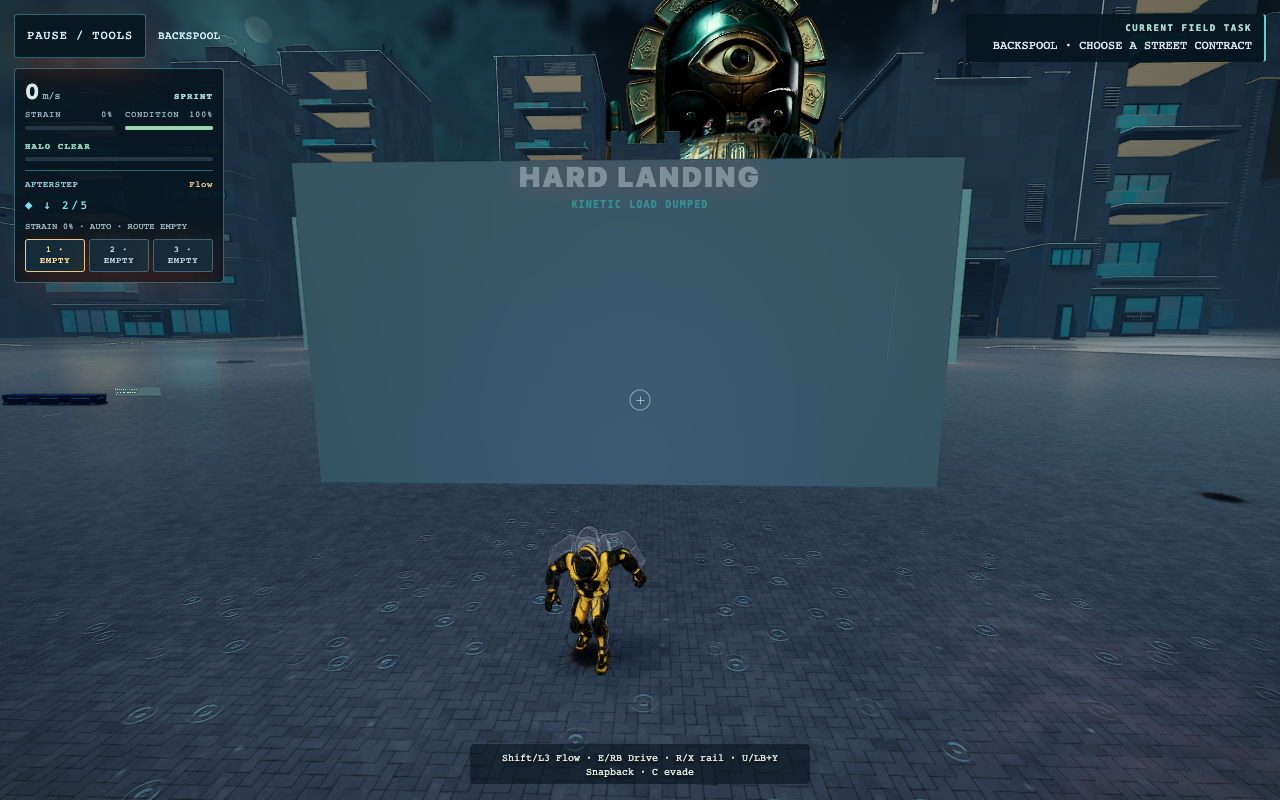 PAUSE / TOOLS
BACKSPOOL
CURRENT FIELD TASK
BACKSPOOL · CHOOSE A STREET CONTRACT
0 m/s
SPRINT
STRAIN 0%
CONDITION 100%
HALO CLEAR
AFTERSTEP
Flow
◆ ↓ 2/5
STRAIN 0% · AUTO · ROUTE EMPTY
1 ·
EMPTY
2 ·
EMPTY
3 ·
EMPTY
HARD LANDING
KINETIC LOAD DUMPED
Shift/L3 Flow · E/RB Drive · R/X rail · U/LB+Y
Snapback · C evade